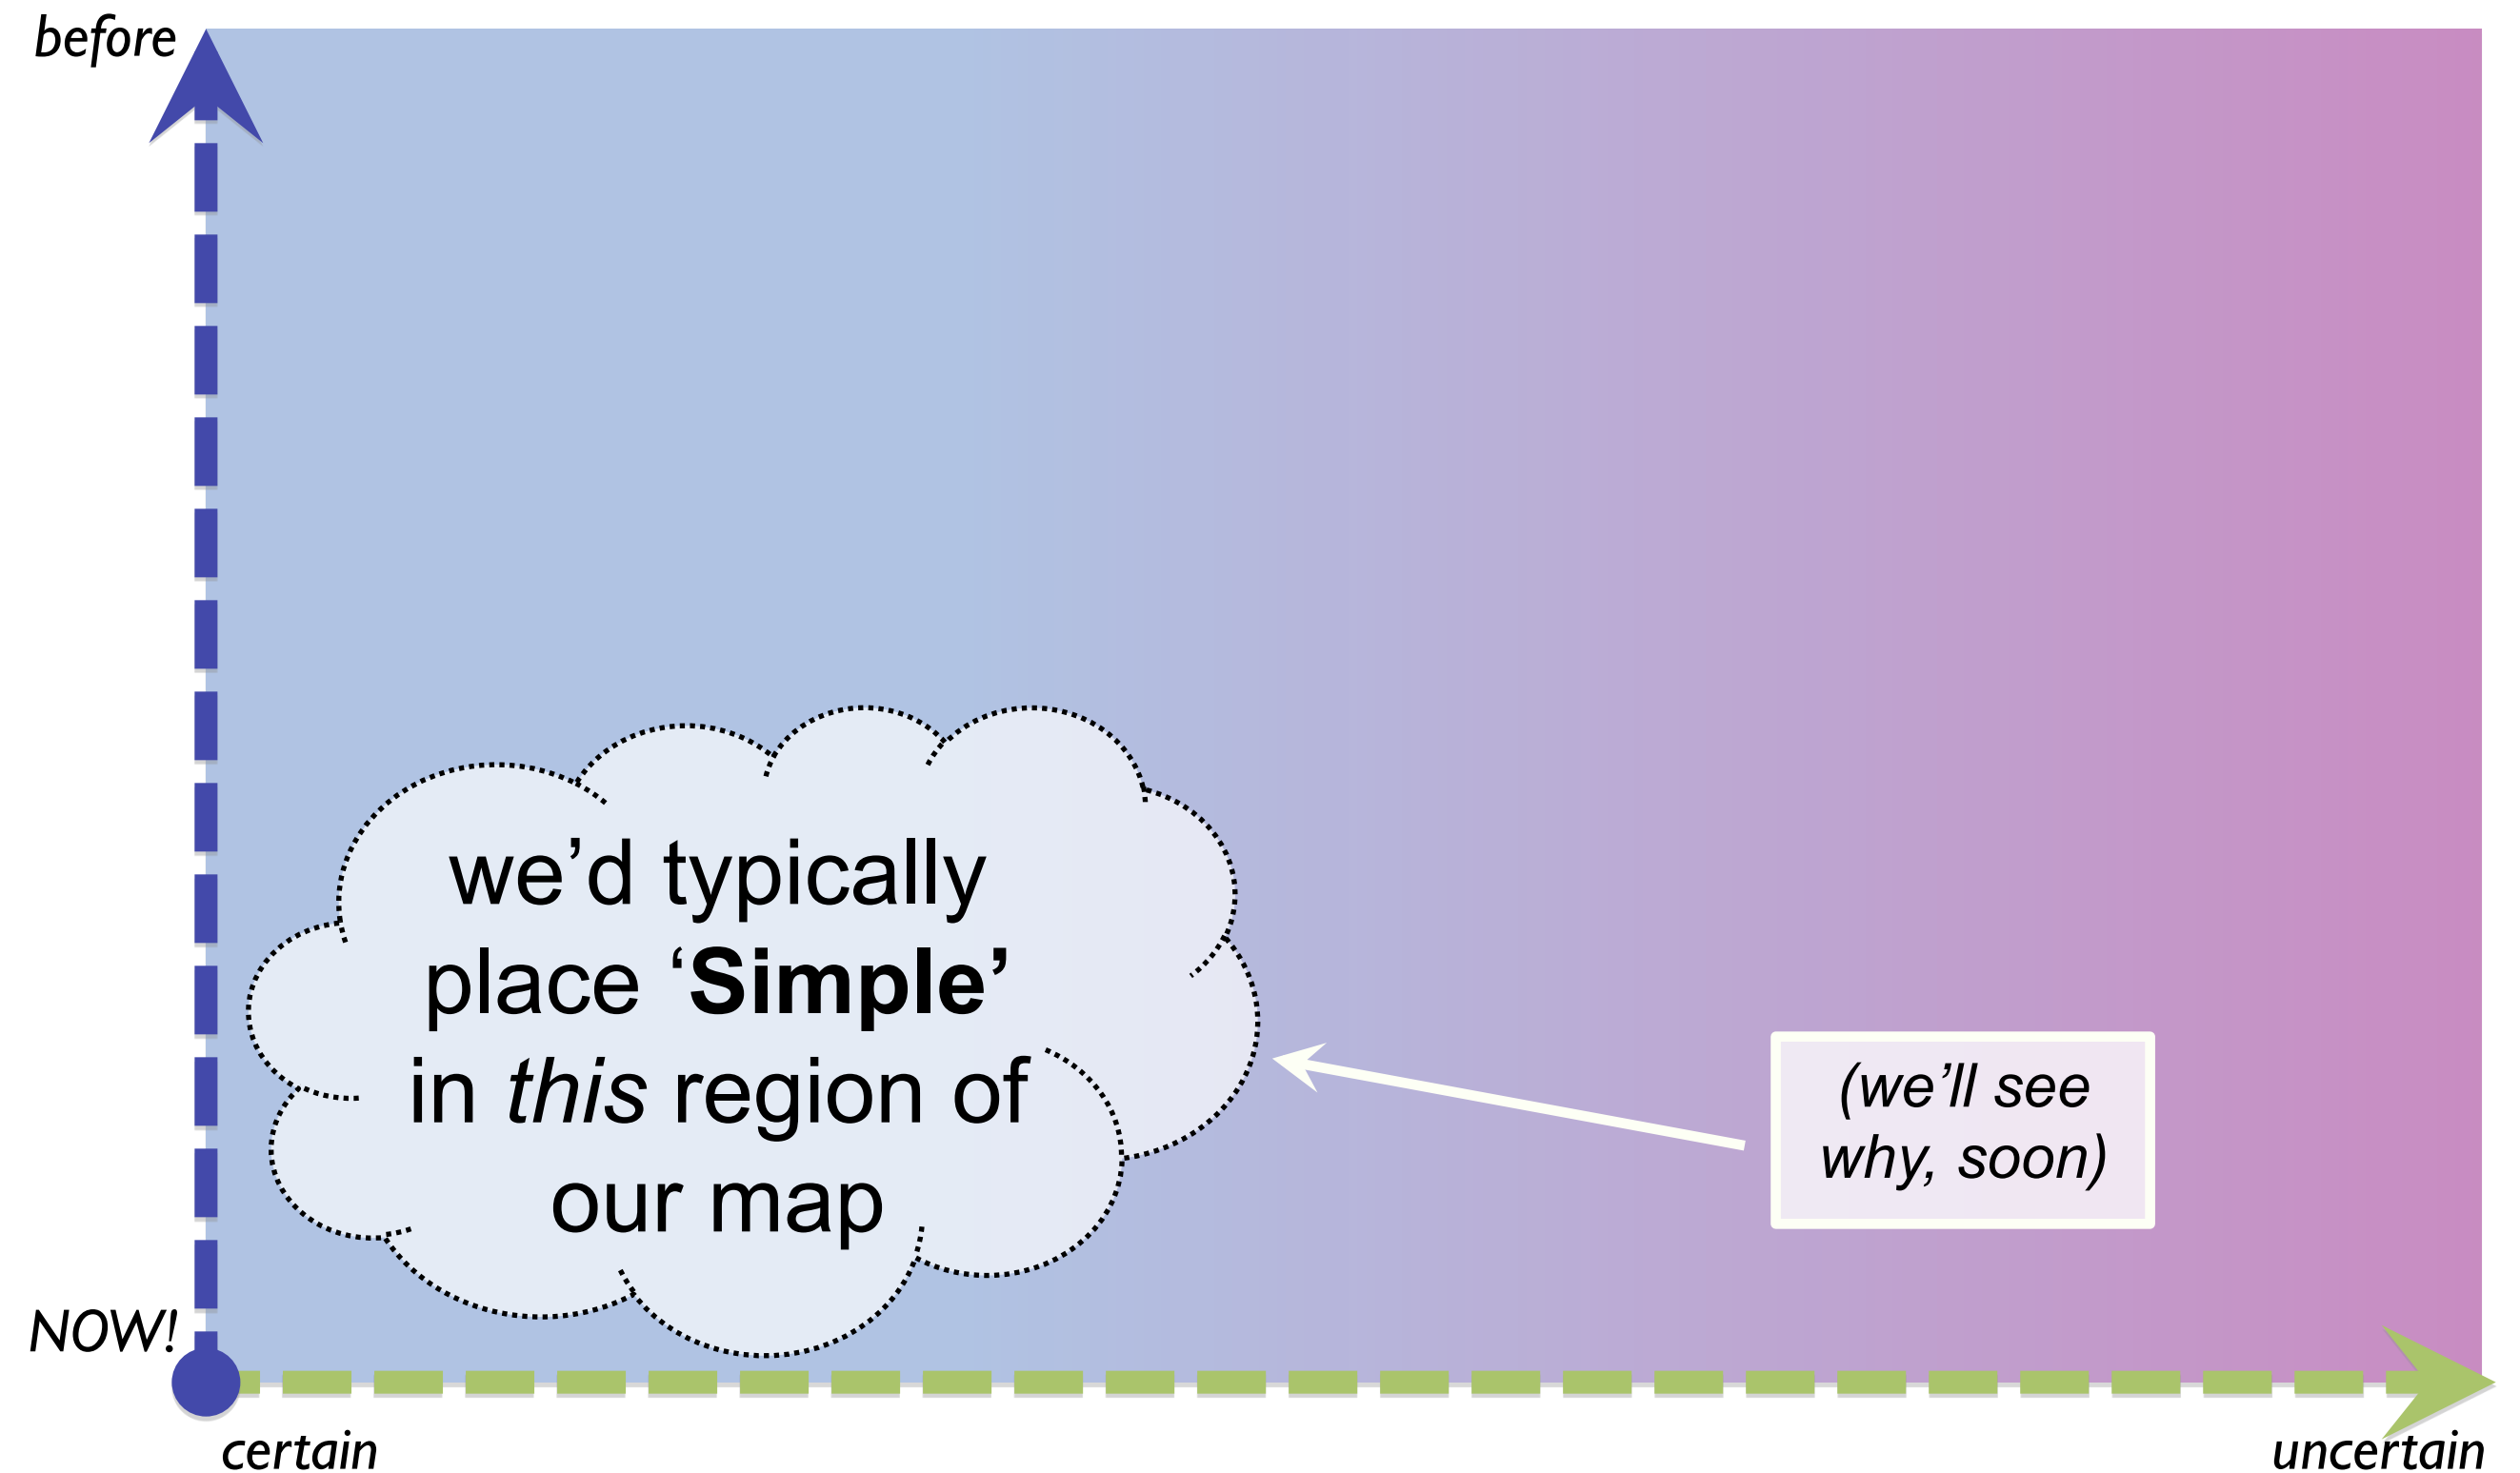 before
we’d typically
place ‘Simple’
in this region of
our map
(we’ll see
why, soon)
NOW!
certain
uncertain